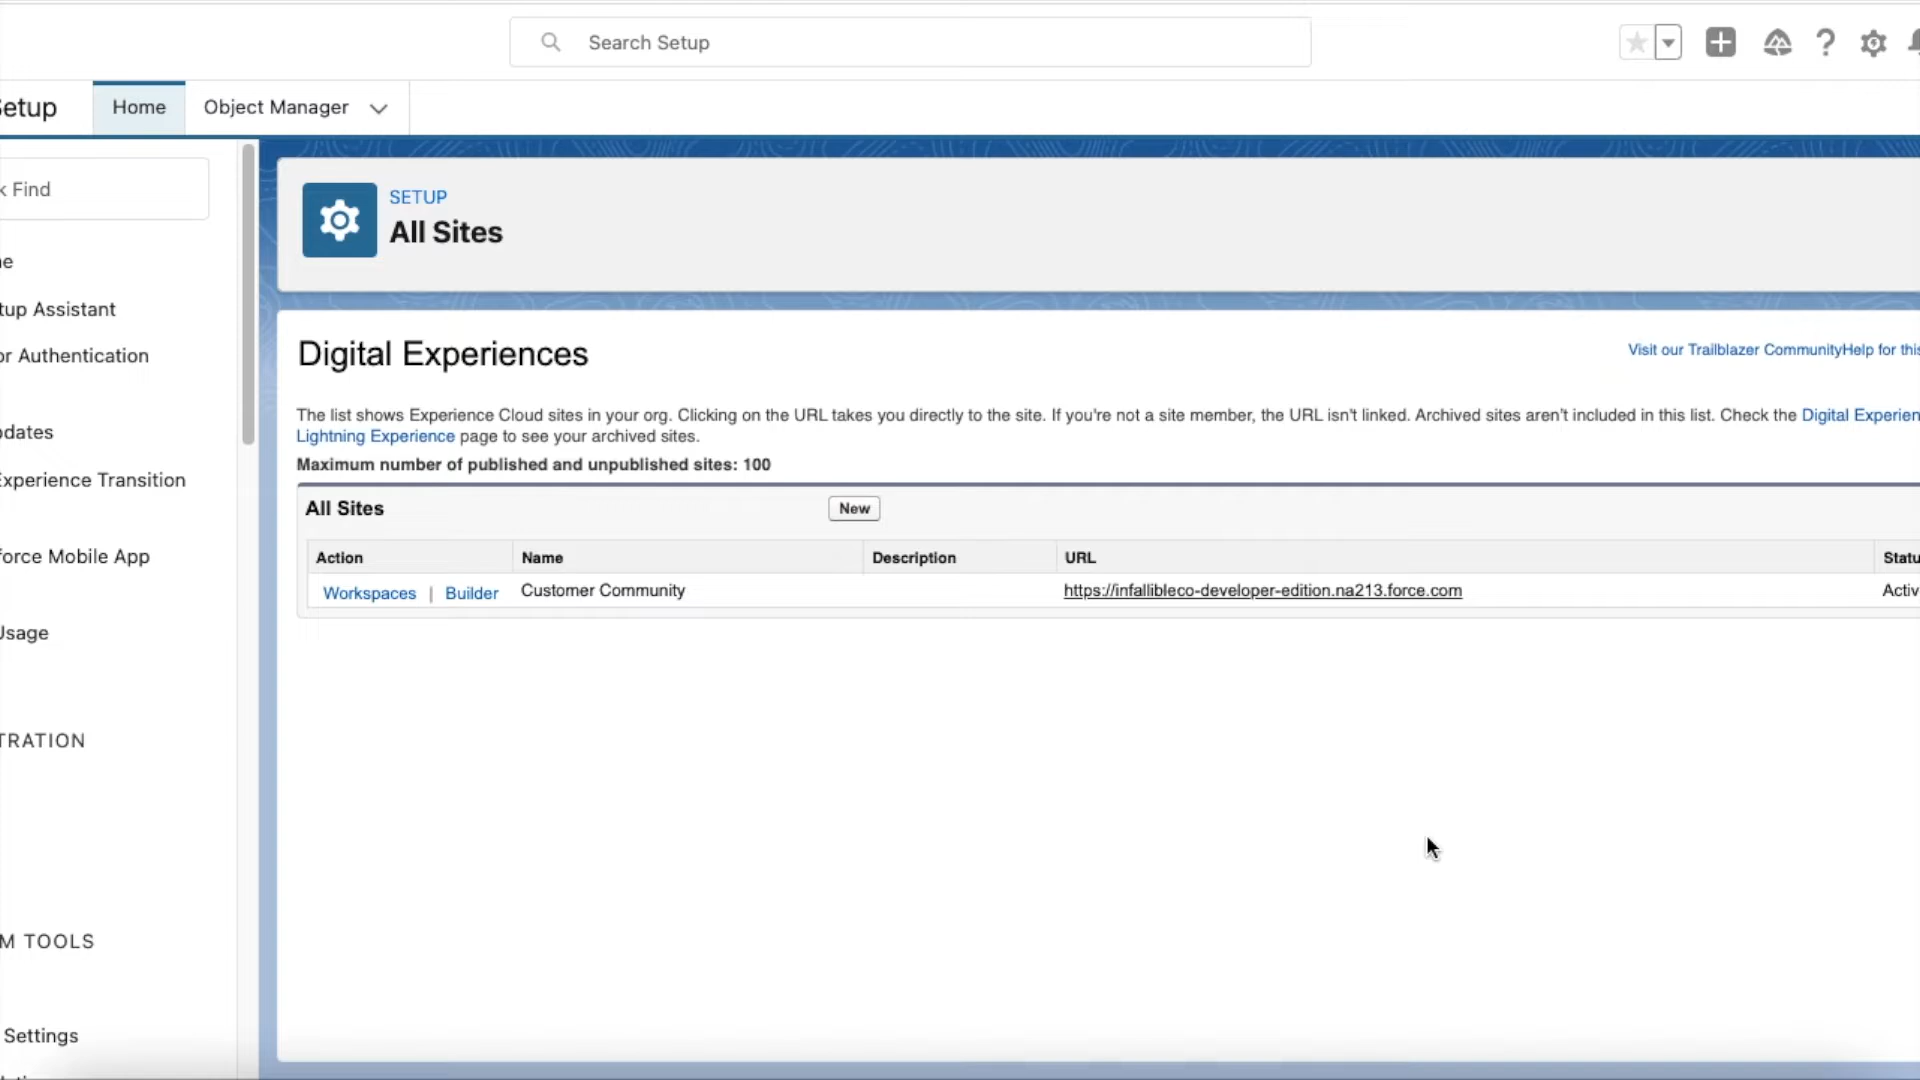 Search Setup
Setup
Home
Object Manager
Find
SETUP
All Sites
tup Assistant
or Authentication
Digital Experiences
Visit our Trailblazer Community Help for this
The list shows Experience Cloud sites in your org. Clicking on the URL takes you directly to the site. If you're not a site member, the URL isn't linked. Archived sites aren't included in this list. Check the Digital Experien
Lightning Experience page to see your archived sites.
pdates
Maximum number of published and unpublished sites: 100
Experience Transition
All Sites
New
force Mobile App
Action
Name
Description
URL
Statu
Workspaces | Builder
Customer Community
https://infallibleco-developer-edition.na213.force.com
Activ
Usage
TRATION
M TOOLS
Settings